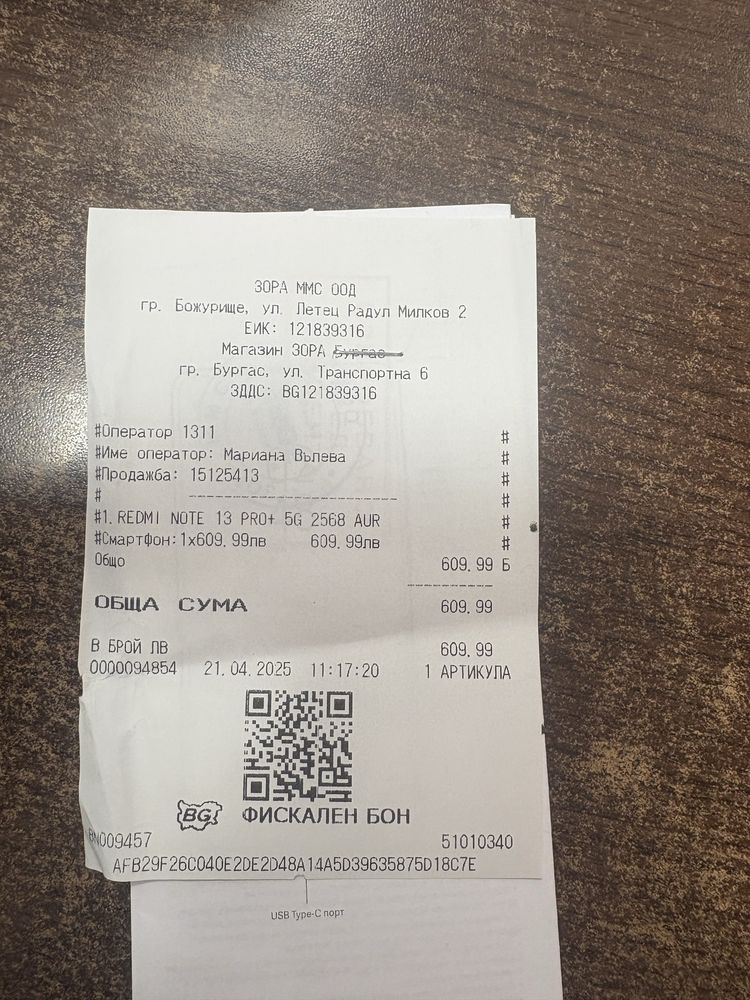 ЗОРА ММС ООД
гр. Божурище, ул. Летец Радул Милков 2
ЕИК: 121839316
Магазин ЗОРА Бургас
гр. Бургас, ул. Транспортна 6
ЗДДС: BG121839316
#Оператор 1311 #
#Име оператор: Мариана Вълева #
#Продажба: 15125413 #
# ------------------------------ #
#1. REDMI NOTE 13 PRO+ 5G 256B AUR #
#Смартфон:1x609.99лв 609.99лв #
Общо 609.99 Б
ОБЩА СУМА 609.99
В БРОЙ ЛВ 609.99
0000094854 21.04.2025 11:17:20 1 АРТИКУЛА
BG
ФИСКАЛЕН БОН
BN009457 51010340
AFB29F26C040E2DE2D48A14A5D39635875D18C7E
USB Type-C порт